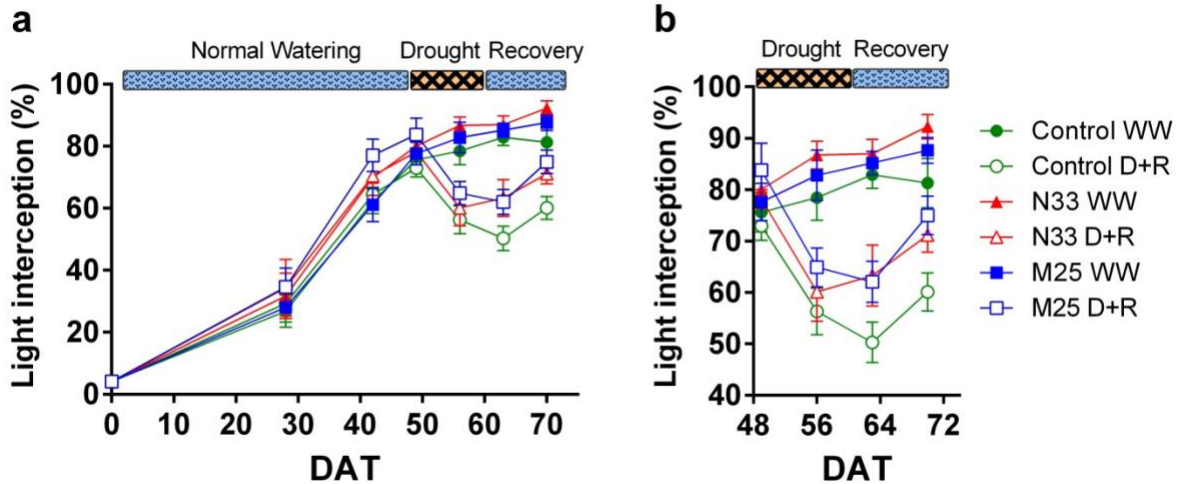 a
Normal Watering Drought Recovery
Light interception (%)
100
80
60
40
20
0
0 10 20 30 40 50 60 70
DAT
b
Drought Recovery
Light interception (%)
100
90
80
70
60
50
40
48 56 64 72
DAT
Control WW
Control D+R
N33 WW
N33 D+R
M25 WW
M25 D+R